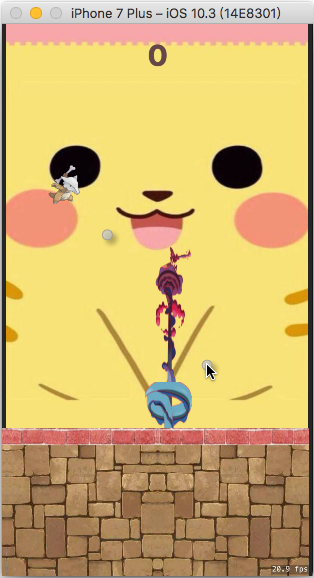 iPhone 7 Plus – iOS 10.3 (14E8301)
0
20.9 fps